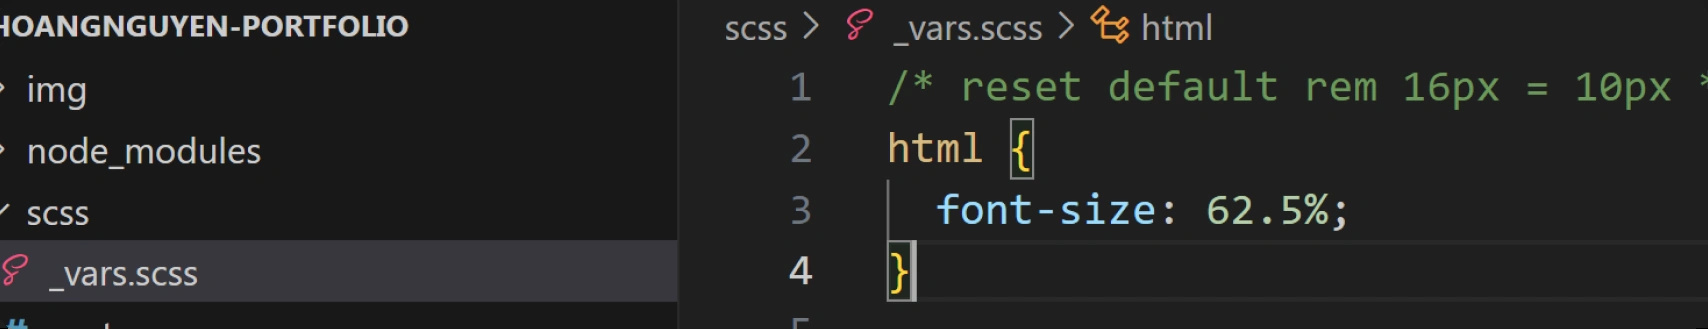 HOANGNGUYEN-PORTFOLIO
img
node_modules
scss
_vars.scss
scss > _vars.scss > html
1 /* reset default rem 16px = 10px *
2 html {
3 font-size: 62.5%;
4 }